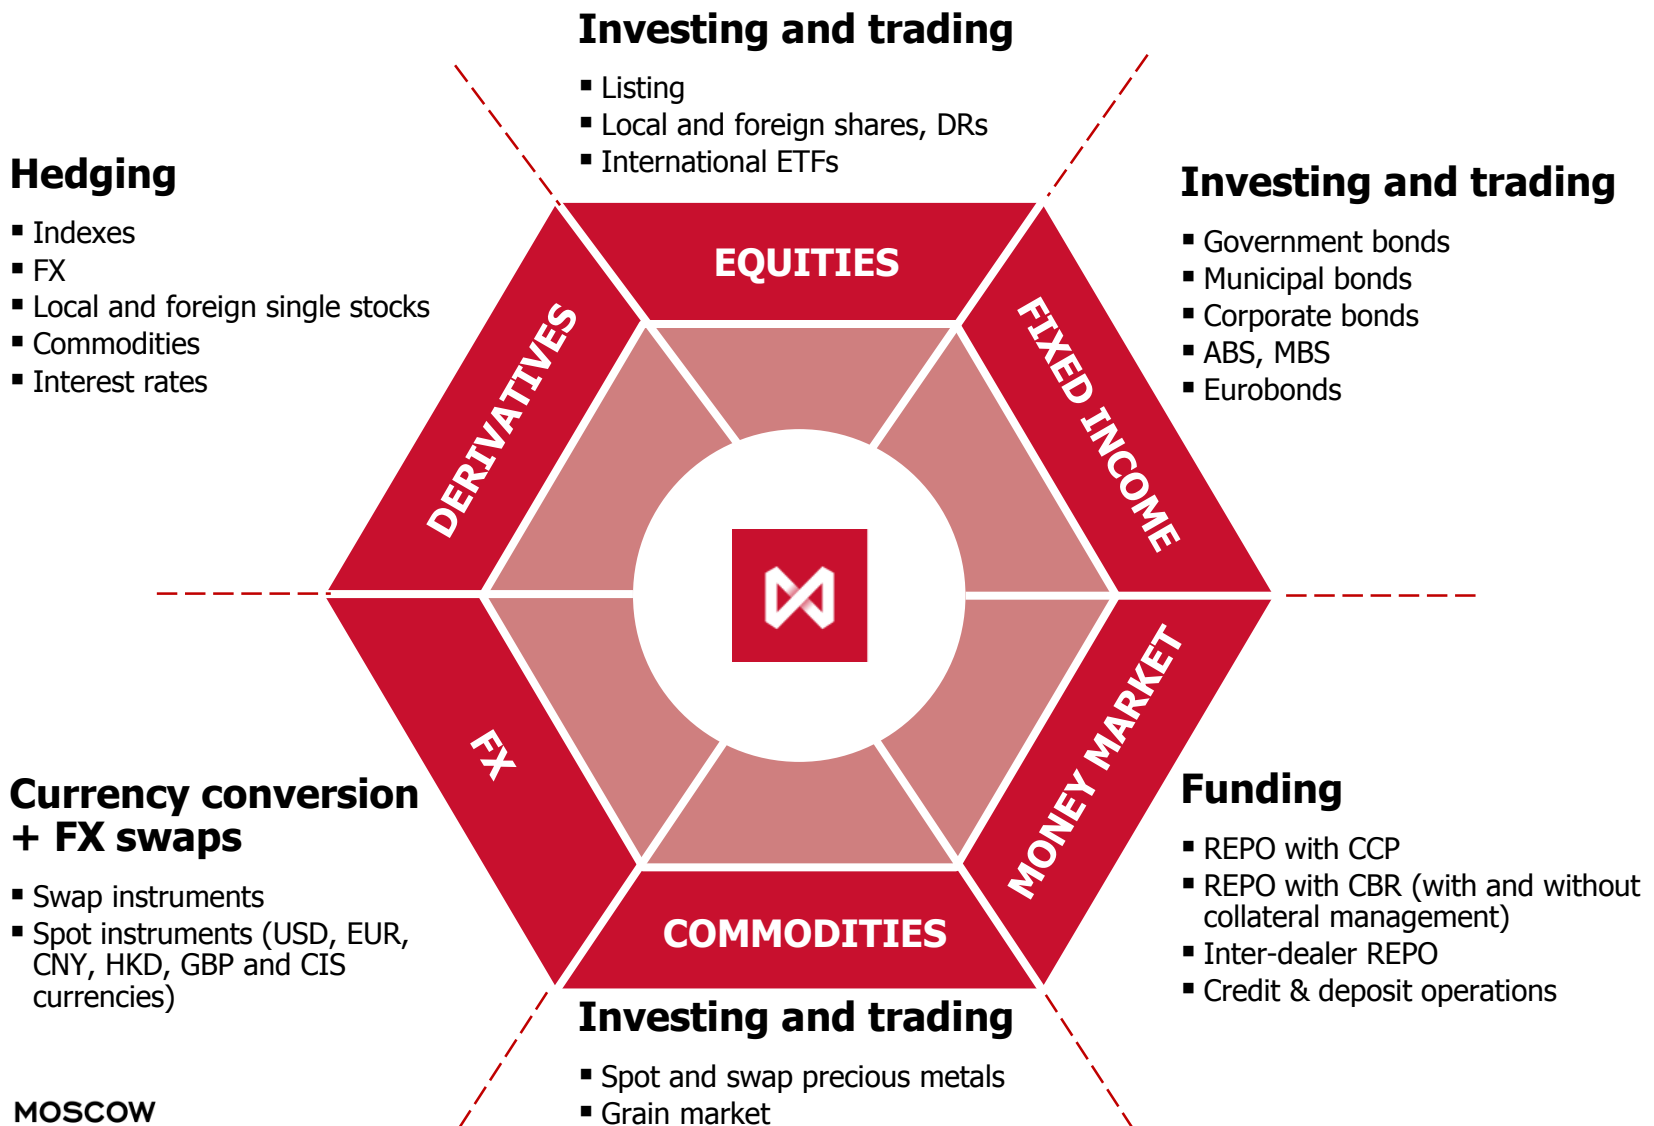 Investing and trading
▪ Listing
▪ Local and foreign shares, DRs
▪ International ETFs
Hedging
▪ Indexes
▪ FX
▪ Local and foreign single stocks
▪ Commodities
▪ Interest rates
Investing and trading
▪ Government bonds
▪ Municipal bonds
▪ Corporate bonds
▪ ABS, MBS
▪ Eurobonds
EQUITIES
DERIVATIVES
FIXED INCOME
FX
MONEY MARKET
COMMODITIES
Currency conversion
+ FX swaps
▪ Swap instruments
▪ Spot instruments (USD, EUR,
CNY, HKD, GBP and CIS
currencies)
Funding
▪ REPO with CCP
▪ REPO with CBR (with and without
collateral management)
▪ Inter-dealer REPO
▪ Credit & deposit operations
Investing and trading
▪ Spot and swap precious metals
▪ Grain market
MOSCOW